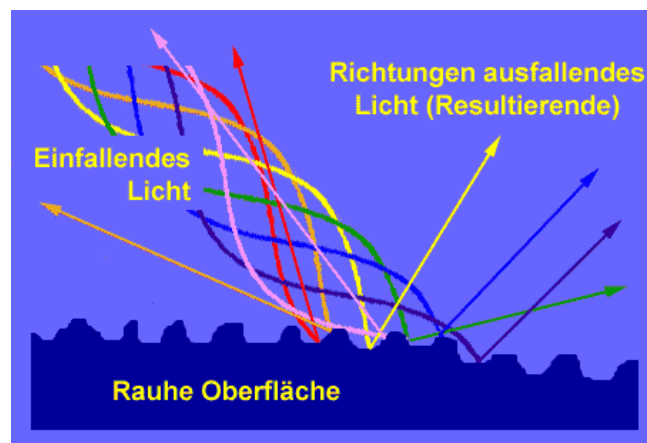 Richtungen ausfallendes
Licht (Resultierende)
Einfallendes
Licht
Rauhe Oberfläche